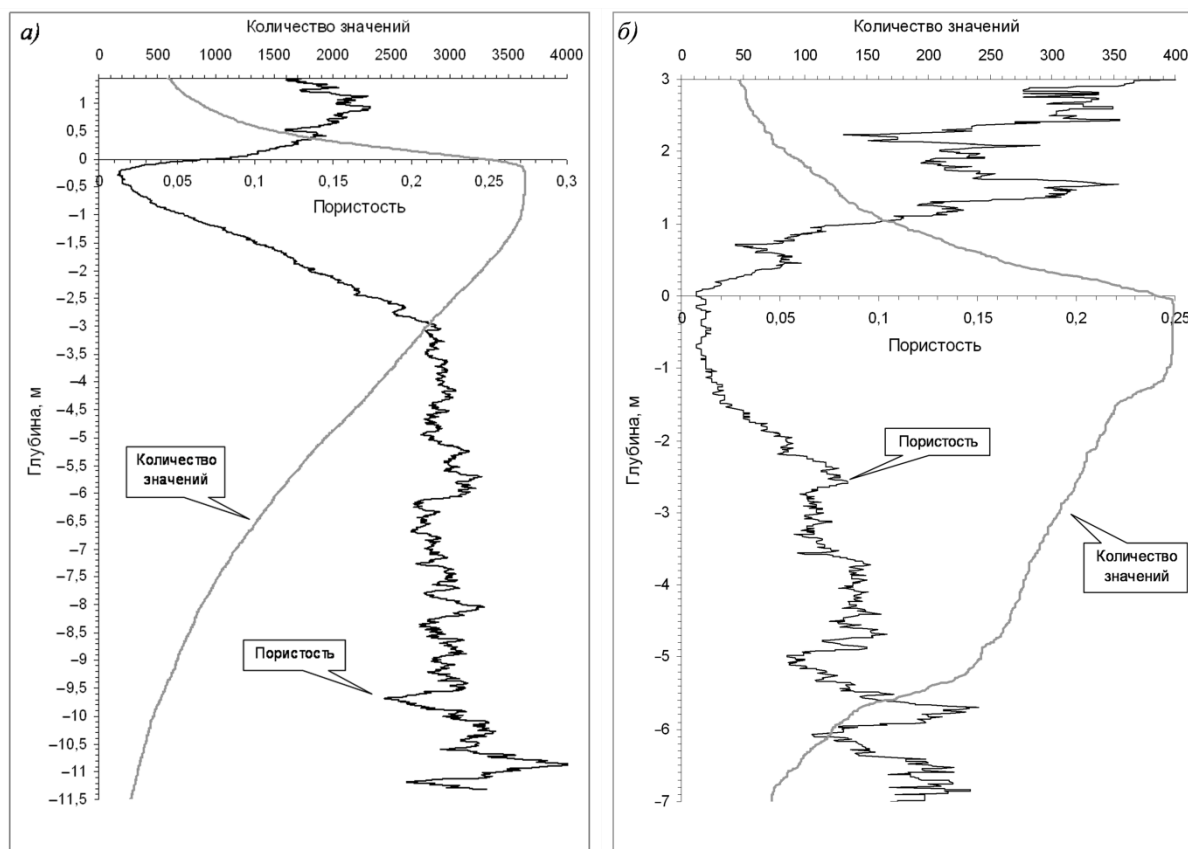 а)
Количество значений
0 500 1000 1500 2000 2500 3000 3500 4000
1
0,5
0
0 0,05 0,1 0,15 0,2 0,25 0,3
Пористость
–0,5
–1
–1,5
–2
–2,5
–3
–3,5
–4
–4,5
–5
–5,5
–6
–6,5
–7
–7,5
–8
–8,5
–9
–9,5
–10
–10,5
–11
–11,5
Глубина, м
Количество
значений
Пористость
б)
Количество значений
0 50 100 150 200 250 300 350 400
3
2
1
0
0 0,05 0,1 0,15 0,2 0,25
Пористость
-1
-2
-3
-4
-5
-6
-7
Глубина, м
Пористость
Количество
значений